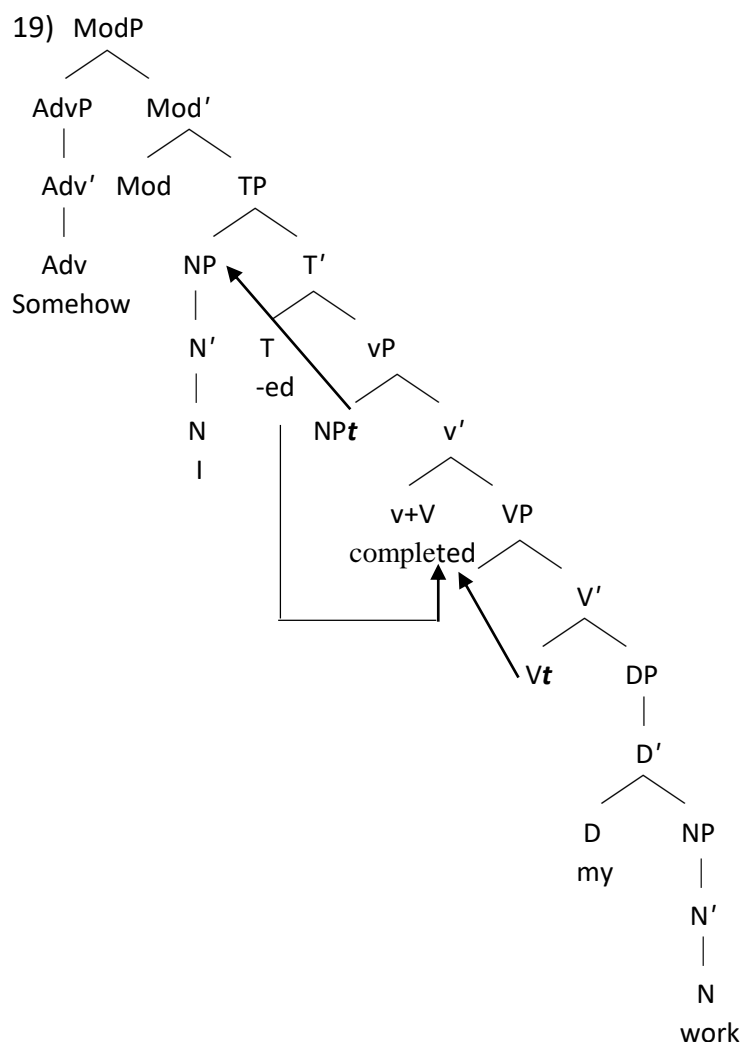 19) ModP
AdvP Mod′
Adv′ Mod TP
Adv NP T′
Somehow
N′ T vP
-ed
N NPt v′
I
v+V VP
completed
V′
Vt DP
D′
D NP
my
N′
N
work